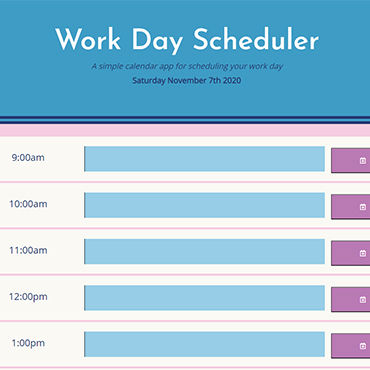 Work Day Scheduler
A simple calendar app for scheduling your work day
Saturday November 7th 2020
9:00am
10:00am
11:00am
12:00pm
1:00pm